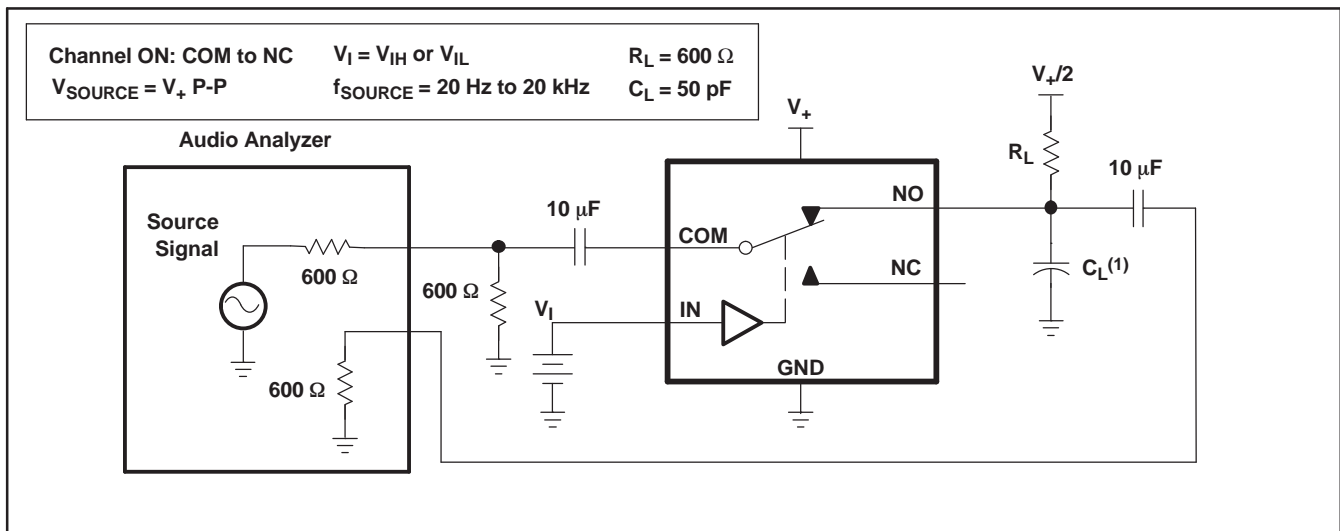 Channel ON: COM to NC V_I = V_IH or V_IL R_L = 600 Ω
V_SOURCE = V_+ P-P f_SOURCE = 20 Hz to 20 kHz C_L = 50 pF
Audio Analyzer
Source
Signal
600 Ω
600 Ω
600 Ω
10 μF
V_I
V_+
COM
IN
NO
NC
GND
V_+/2
R_L
10 μF
C_L(1)